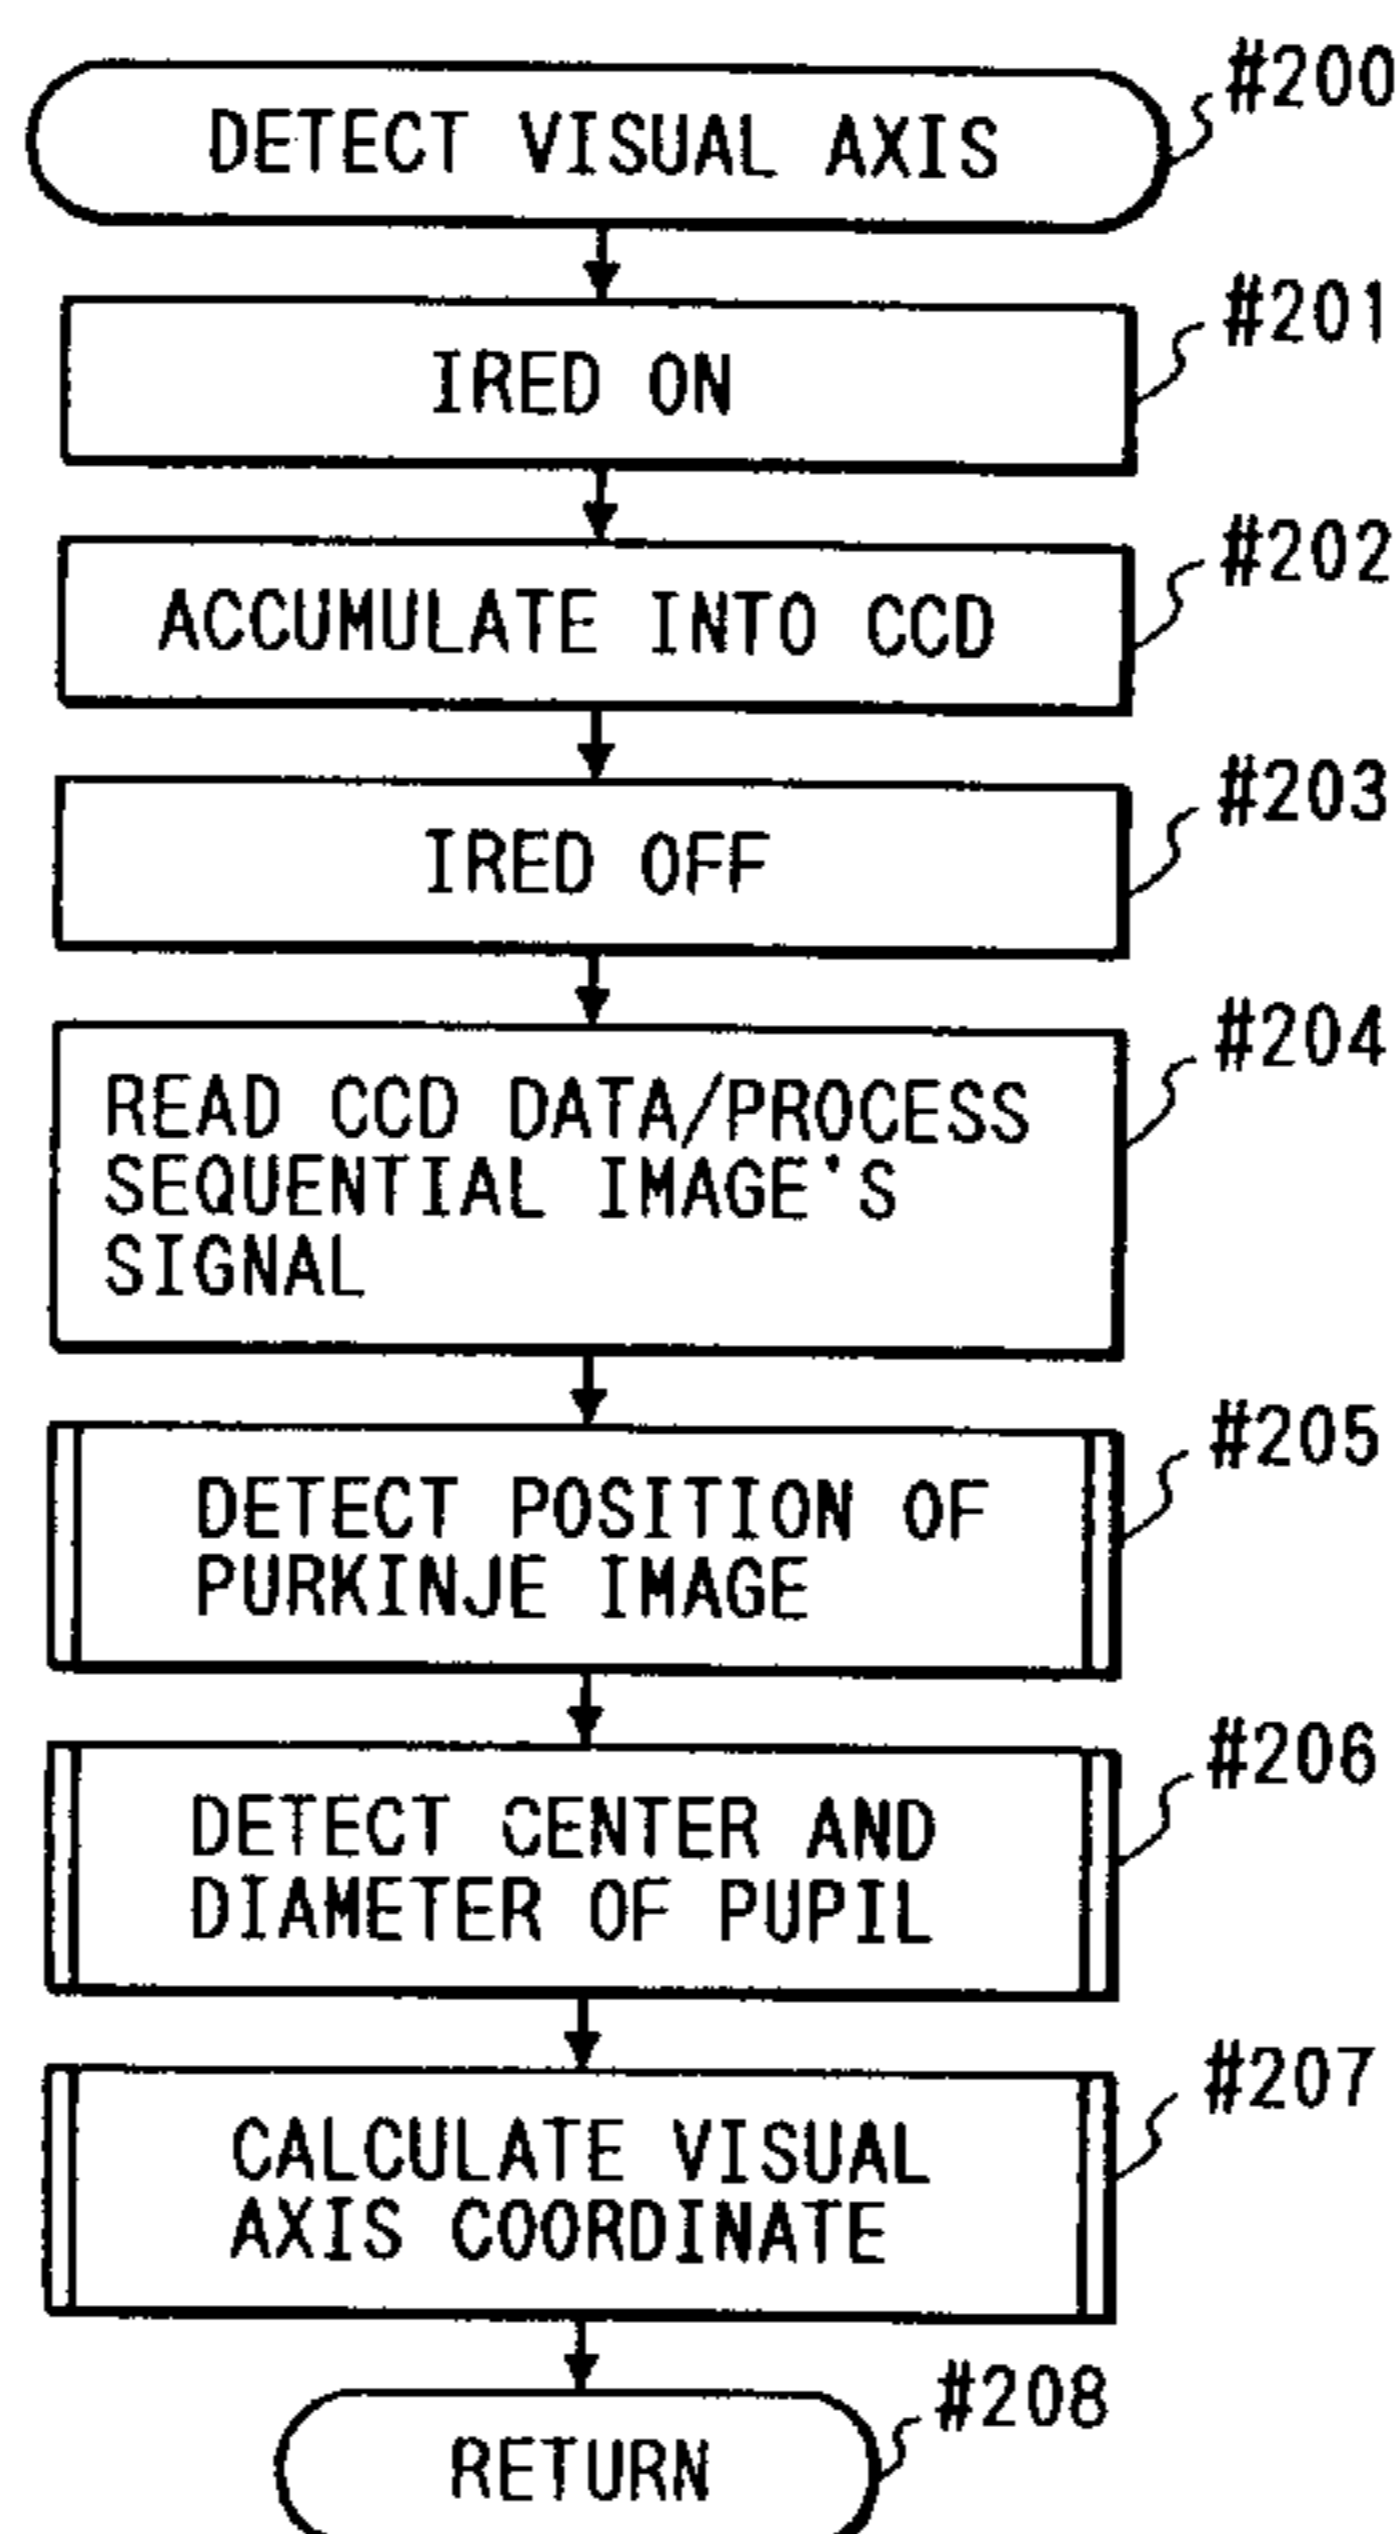 DETECT VISUAL AXIS
#200
IRED ON
#201
ACCUMULATE INTO CCD
#202
IRED OFF
#203
READ CCD DATA/PROCESS
SEQUENTIAL IMAGE'S
SIGNAL
#204
DETECT POSITION OF
PURKINJE IMAGE
#205
DETECT CENTER AND
DIAMETER OF PUPIL
#206
CALCULATE VISUAL
AXIS COORDINATE
#207
RETURN
#208